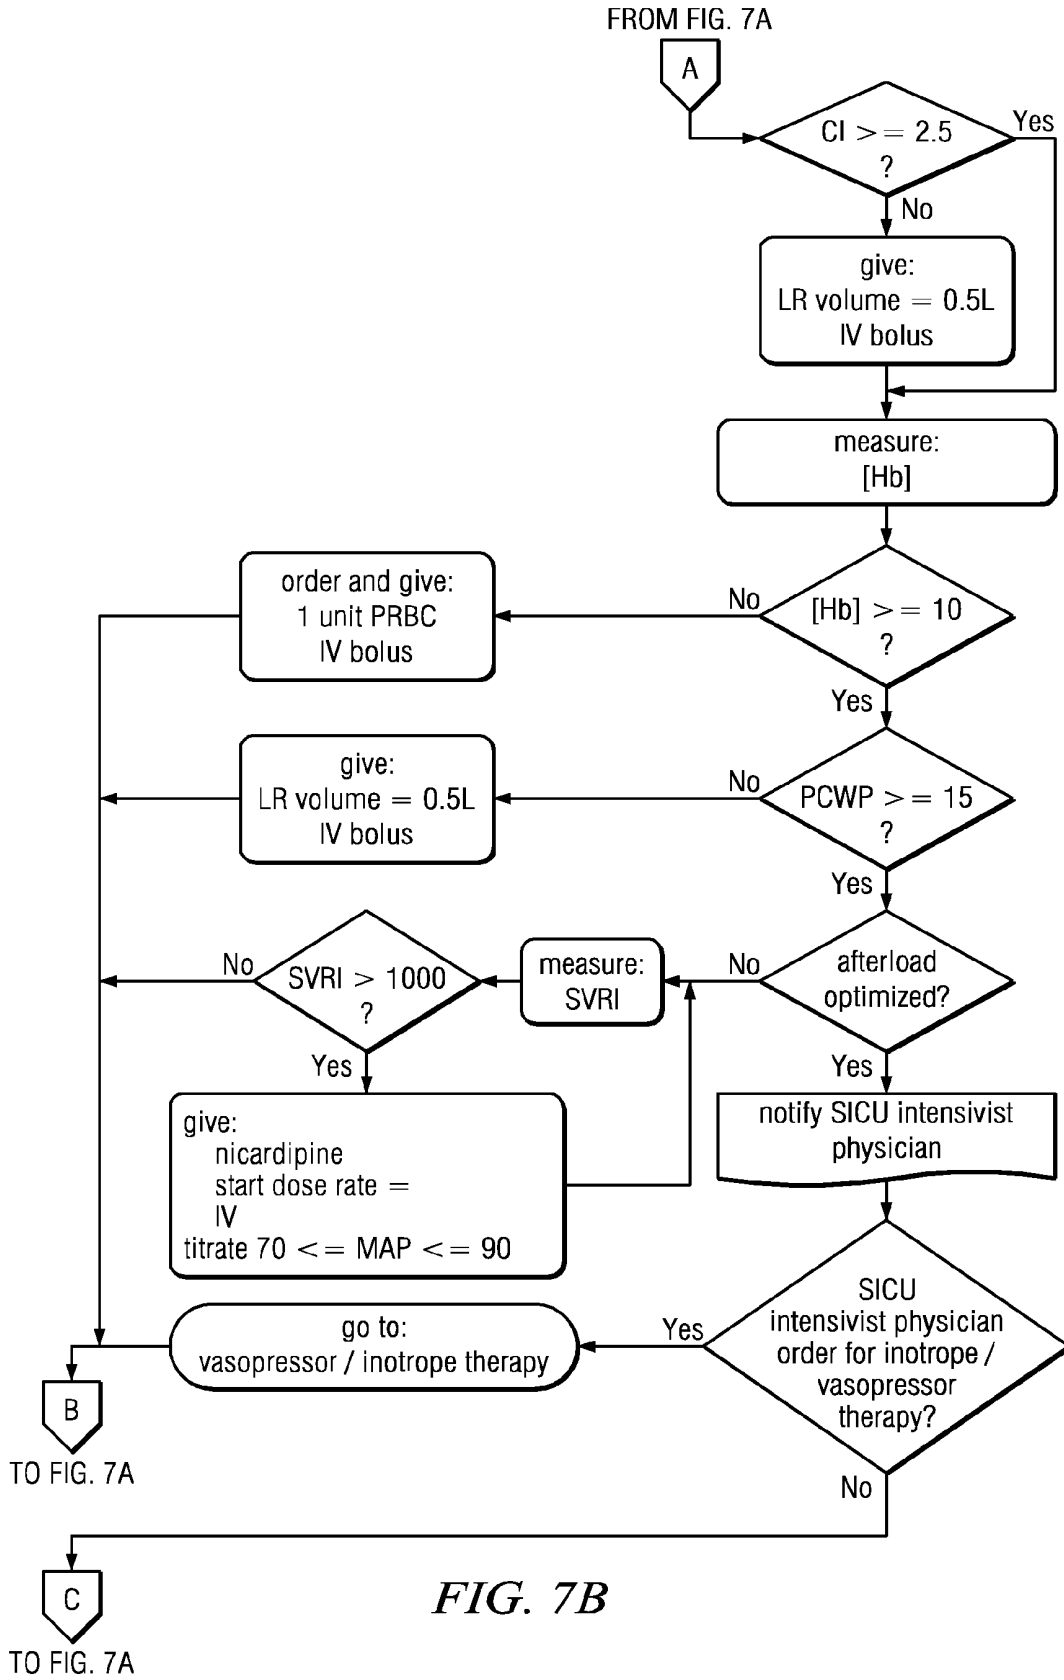 FROM FIG. 7A
A
CI >= 2.5
?
Yes
No
give:
LR volume = 0.5L
IV bolus
measure:
[Hb]
order and give:
1 unit PRBC
IV bolus
No
[Hb] >= 10
?
Yes
give:
LR volume = 0.5L
IV bolus
No
PCWP >= 15
?
Yes
No
SVRI > 1000
?
measure:
SVRI
No
afterload
optimized?
Yes
Yes
give:
nicardipine
start dose rate =
IV
titrate 70 <= MAP <= 90
notify SICU intensivist
physician
go to:
vasopressor / inotrope therapy
Yes
SICU
intensivist physician
order for inotrope /
vasopressor
therapy?
B
TO FIG. 7A
No
C
TO FIG. 7A
FIG. 7B